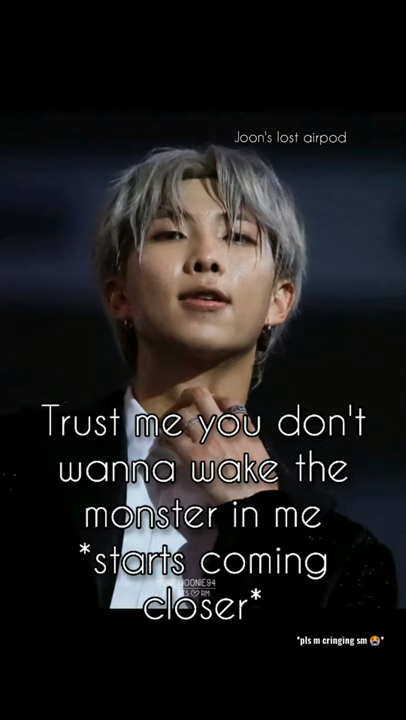 Joon's lost airpod
Trust me you don't
wanna wake the
monster in me
*starts coming
closer*
*pls m cringing sm 😭*